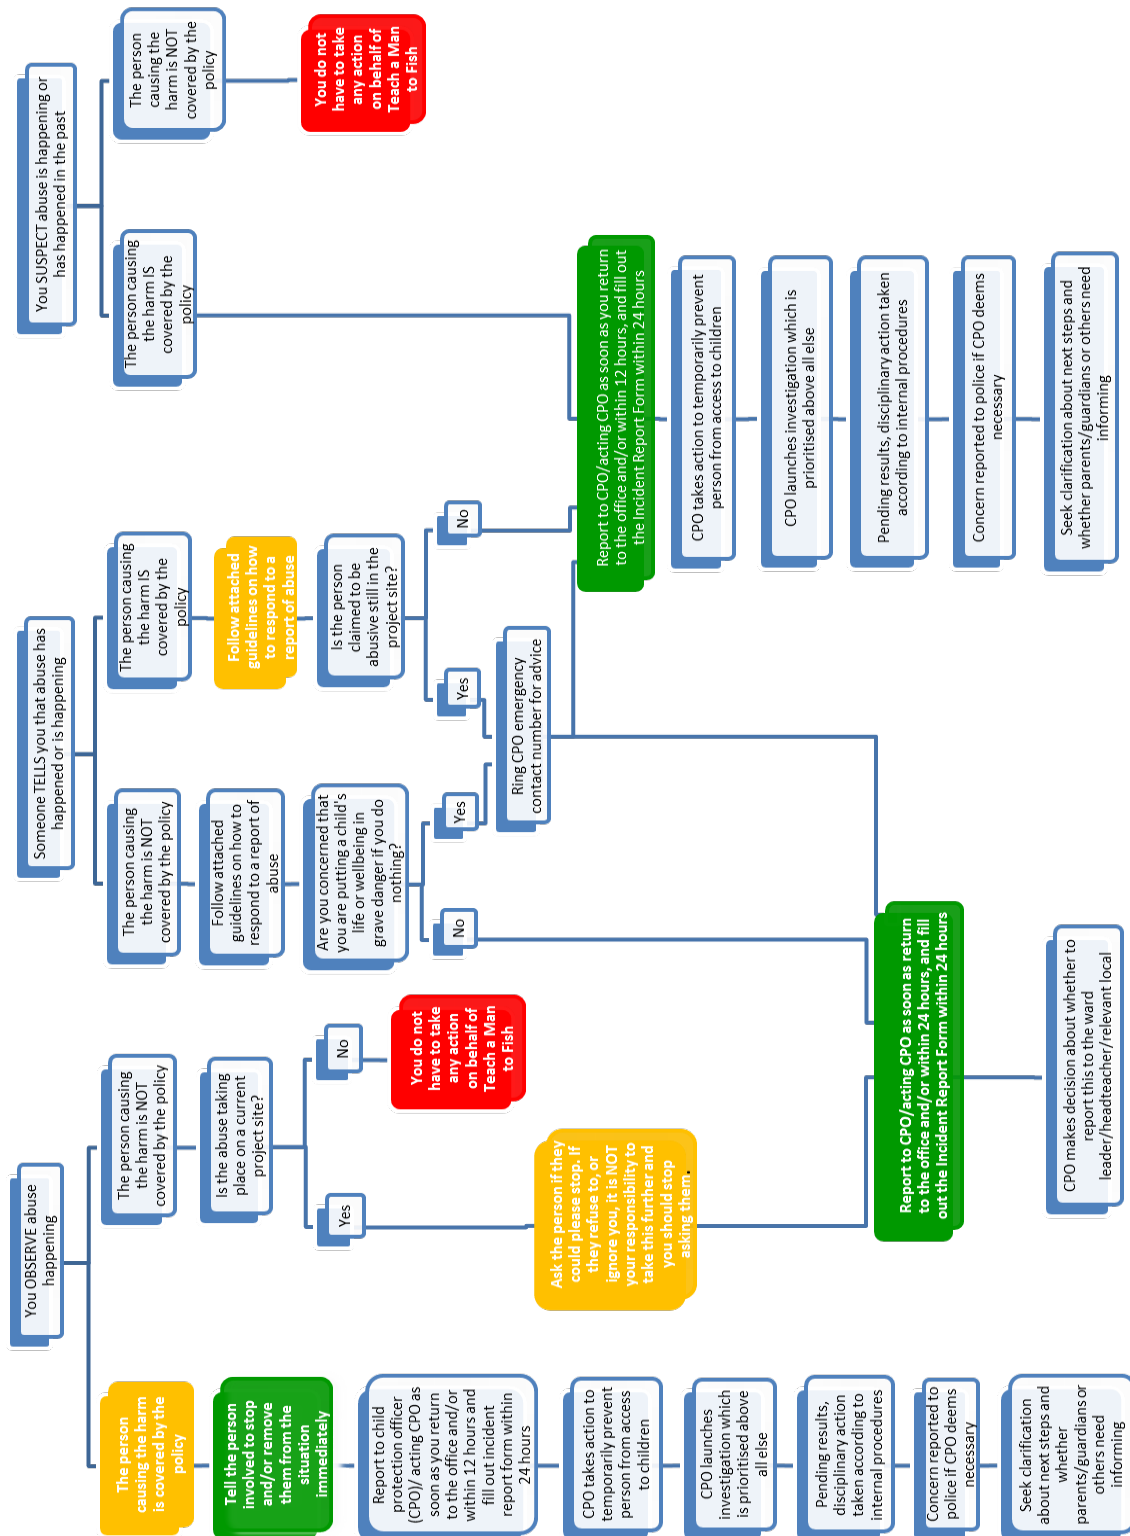 You OBSERVE abuse
happening
The person
causing the harm
is covered by the
policy
Tell the person
involved to stop
and/or remove
them from the
situation
immediately
Report to child
protection officer
(CPO)/ acting CPO as
soon as you return
to the office and/or
within 12 hours and
fill out incident
report form within
24 hours
CPO takes action to
temporarily prevent
person from access
to children
CPO launches
investigation which
is prioritised above
all else
Pending results,
disciplinary action
taken according to
internal procedures
Concern reported to
police if CPO deems
necessary
Seek clarification
about next steps and
whether
parents/guardians or
others need
informing
The person causing
the harm is NOT
covered by the policy
Is the abuse taking
place on a current
project site?
Yes
No
Ask the person if they
could please stop. If
they refuse to, or
ignore you, it is NOT
your responsibility to
take this further and
you should stop
asking them.
You do not
have to take
any action
on behalf of
Teach a Man
to Fish
Someone TELLS you that abuse has
happened or is happening
The person causing
the harm is NOT
covered by the policy
Follow attached
guidelines on how to
respond to a report of
abuse
Are you concerned that
you are putting a child's
life or wellbeing in
grave danger if you do
nothing?
No
Yes
The person causing
the harm IS
covered by the
policy
Follow attached
guidelines on how
to respond to a
report of abuse
Is the person
claimed to be
abusive still in the
project site?
Yes
No
Ring CPO emergency
contact number for advice
Report to CPO/acting CPO as soon as return
to the office and/or within 24 hours, and fill
out the Incident Report Form within 24 hours
CPO makes decision about whether to
report this to the ward
leader/headteacher/relevant local
You SUSPECT abuse is happening or
has happened in the past
The person causing
the harm IS
covered by the
policy
The person
causing the
harm is NOT
covered by the
policy
You do not
have to take
any action
on behalf of
Teach a Man
to Fish
Report to CPO/acting CPO as soon as you return
to the office and/or within 12 hours, and fill out
the Incident Report Form within 24 hours
CPO takes action to temporarily prevent
person from access to children
CPO launches investigation which is
prioritised above all else
Pending results, disciplinary action taken
according to internal procedures
Concern reported to police if CPO deems
necessary
Seek clarification about next steps and
whether parents/guardians or others need
informing